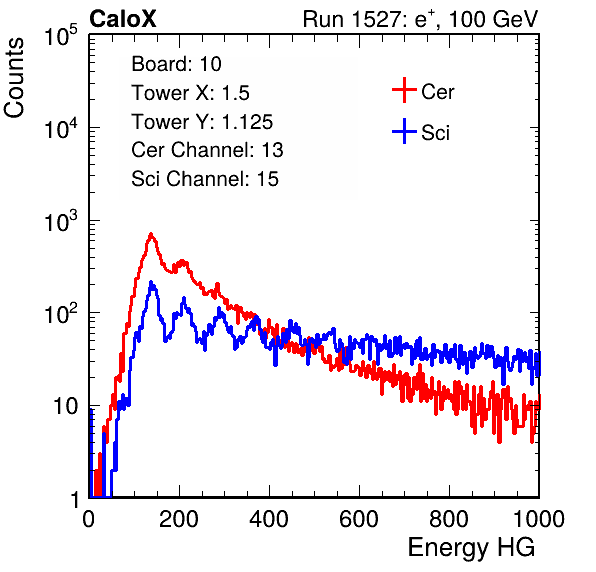 CaloX Run 1527: e⁺, 100 GeV
Counts
10⁵
10⁴
10³
10²
10
1
Board: 10
Tower X: 1.5
Tower Y: 1.125
Cer Channel: 13
Sci Channel: 15
Cer
Sci
0 200 400 600 800 1000
Energy HG